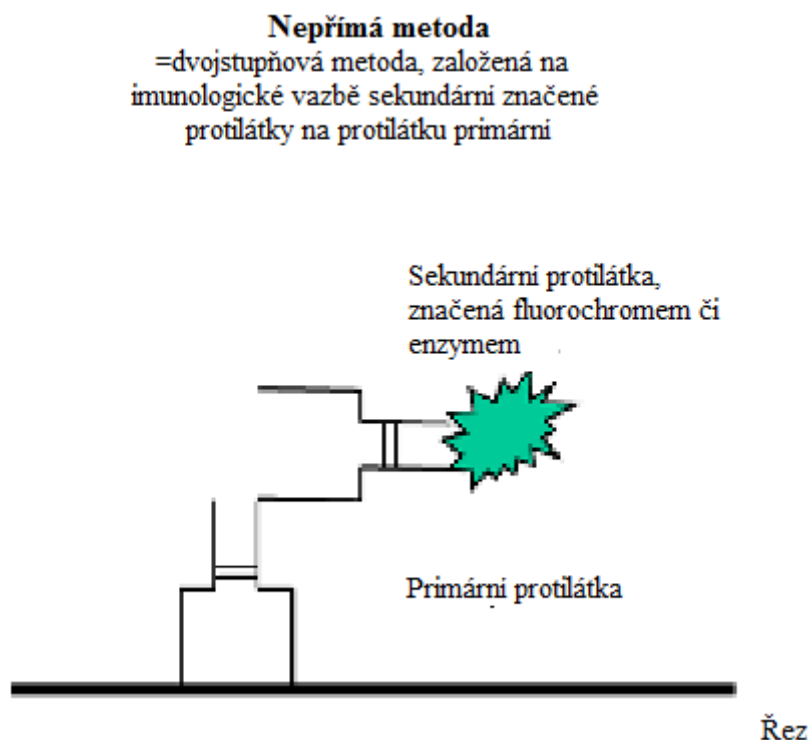 Nepřímá metoda
=dvojstupňová metoda, založená na
imunologické vazbě sekundární značené
protilátky na protilátku primární
Sekundární protilátka,
značená fluorochromem či
enzymem
Primární protilátka
Řez